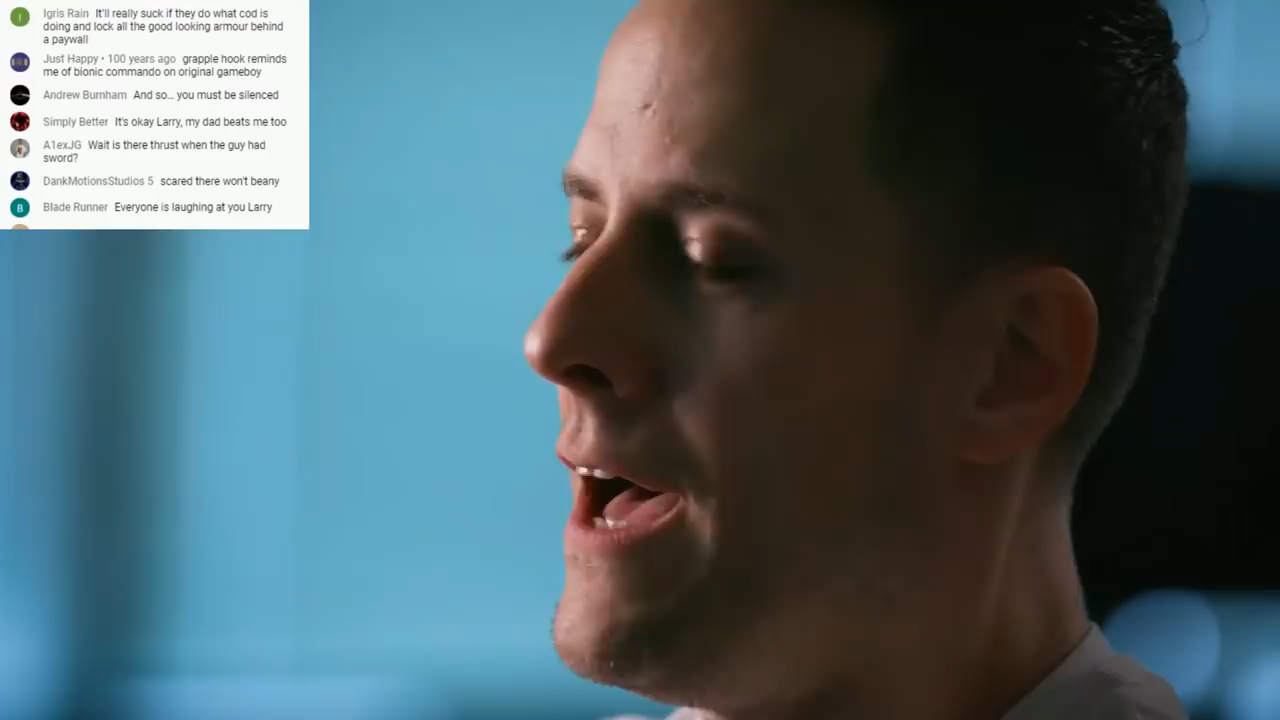 Igris Rain It'll really suck if they do what cod is
doing and lock all the good looking armour behind
a paywall
Just Happy • 100 years ago grapple hook reminds
me of bionic commando on original gameboy
Andrew Burnham And so... you must be silenced
Simply Better It's okay Larry, my dad beats me too
A1exJG Wait is there thrust when the guy had
sword?
DankMotionsStudios 5 scared there won't beany
B Blade Runner Everyone is laughing at you Larry